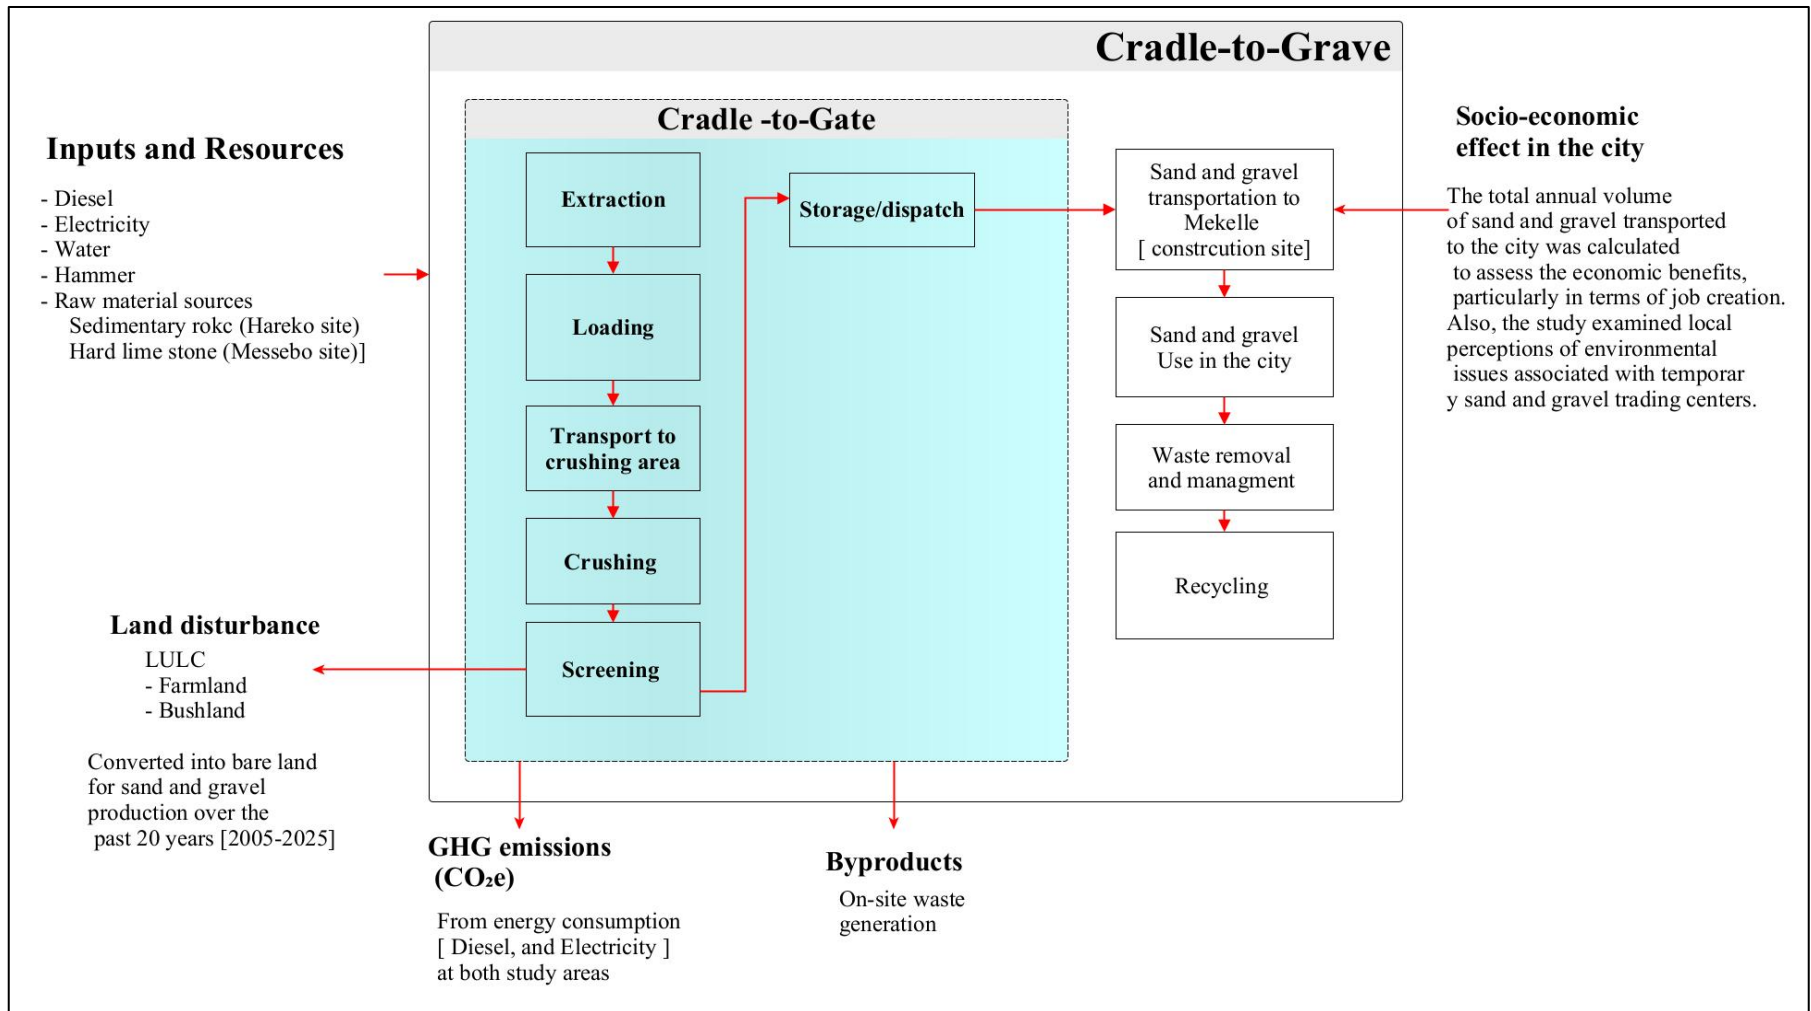 Cradle-to-Grave
Cradle -to-Gate
Inputs and Resources
- Diesel
- Electricity
- Water
- Hammer
- Raw material sources
Sedimentary rokc (Hareko site)
Hard lime stone (Messebo site)]
Extraction
Loading
Transport to
crushing area
Crushing
Screening
Storage/dispatch
Sand and gravel
transportation to
Mekelle
[ constrcution site]
Sand and gravel
Use in the city
Waste removal
and managment
Recycling
Socio-economic
effect in the city
The total annual volume
of sand and gravel transported
to the city was calculated
to assess the economic benefits,
particularly in terms of job creation.
Also, the study examined local
perceptions of environmental
issues associated with temporar
y sand and gravel trading centers.
Land disturbance
LULC
- Farmland
- Bushland
Converted into bare land
for sand and gravel
production over the
past 20 years [2005-2025]
GHG emissions
(CO₂e)
From energy consumption
[ Diesel, and Electricity ]
at both study areas
Byproducts
On-site waste
generation